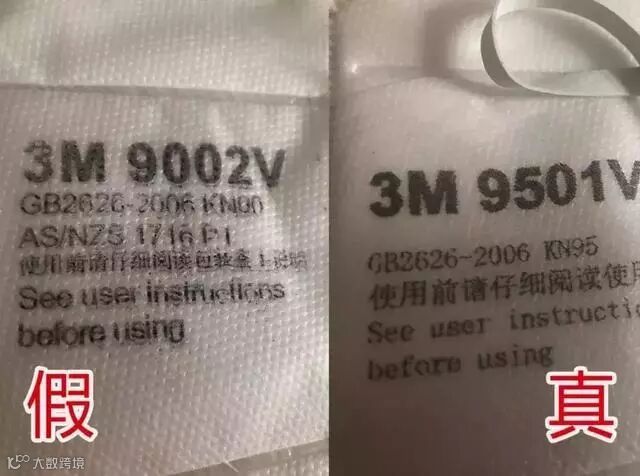 3M 9002V
GB2626-2006 KN90
AS/NZS 1716 P1
使用前请仔细阅读包装盒上说明
See user instructions
before using
假
3M 9501V
GB2626-2006 KN95
使用前请仔细阅读使用
See user instructi
before using
真
大数跨境